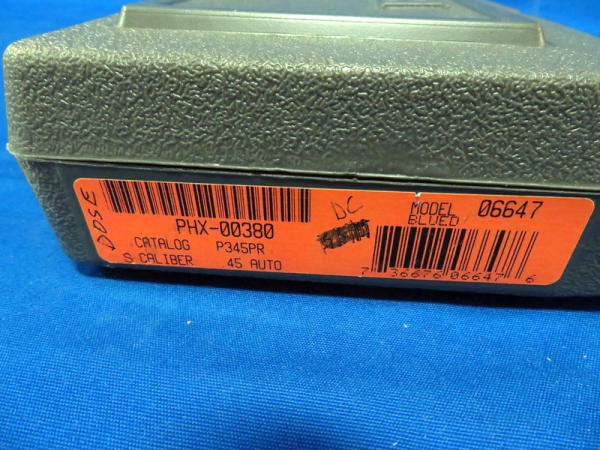 DOSE
PHX-00380
CATALOG P345PR
S CALIBER 45 AUTO
DC
MODEL 06647
BLUED
7 36676 06647 6